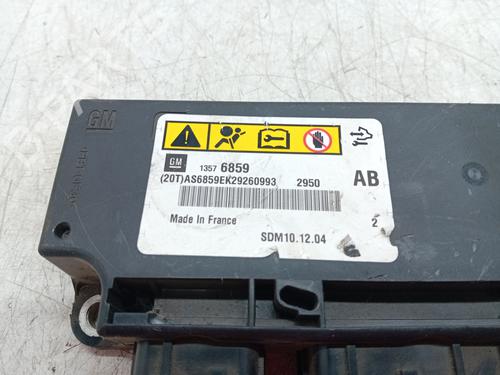 GM
GM
1357 6859
(20T)AS6859EK29260993 2950 AB
Made In France 2
SDM10.12.04